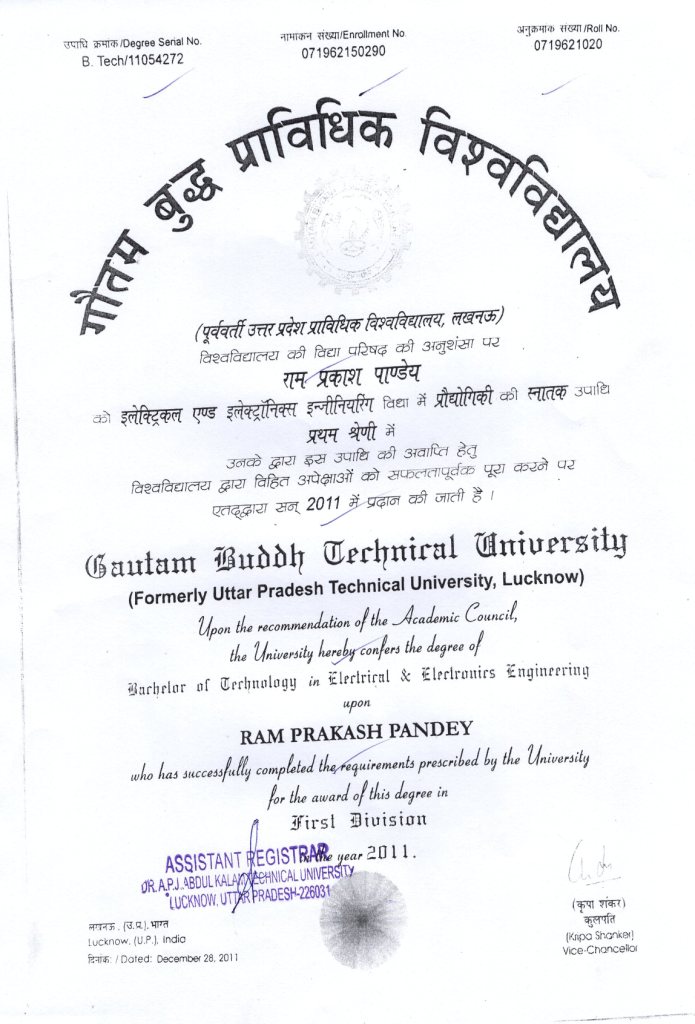 उपाधि क्रमांक/Degree Serial No.
B. Tech/11054272
नामांकन संख्या/Enrollment No.
071962150290
अनुक्रमांक संख्या/Roll No.
0719621020
गौतम बुद्ध प्राविधिक विश्वविद्यालय
(पूर्ववर्ती उत्तर प्रदेश प्राविधिक विश्वविद्यालय, लखनऊ)
विश्वविद्यालय की विद्या परिषद की अनुशंसा पर
राम प्रकाश पाण्डेय
को इलेक्ट्रिकल एण्ड इलेक्ट्रॉनिक्स इन्जीनियरिंग विधा में प्रौद्योगिकी की स्नातक उपाधि
प्रथम श्रेणी में
उनके द्वारा इस उपाधि की अवाप्ति हेतु
विश्वविद्यालय द्वारा विहित अपेक्षाओं को सफलतापूर्वक पूरा करने पर
एतद्द्वारा सन् 2011 में प्रदान की जाती है।
Gautam Buddh Technical University
(Formerly Uttar Pradesh Technical University, Lucknow)
Upon the recommendation of the Academic Council,
the University hereby confers the degree of
Bachelor of Technology in Electrical & Electronics Engineering
upon
RAM PRAKASH PANDEY
who has successfully completed the requirements prescribed by the University
for the award of this degree in
First Division
in the year 2011.
ASSISTANT REGISTRAR
DR. A.P.J. ABDUL KALAM TECHNICAL UNIVERSITY
LUCKNOW, UTTAR PRADESH-226031
लखनऊ, (उ.प्र.), भारत
Lucknow, (U.P.), India
दिनांक: / Dated: December 28, 2011
(कृपा शंकर)
कुलपति
(Kripa Shanker)
Vice-Chancellor